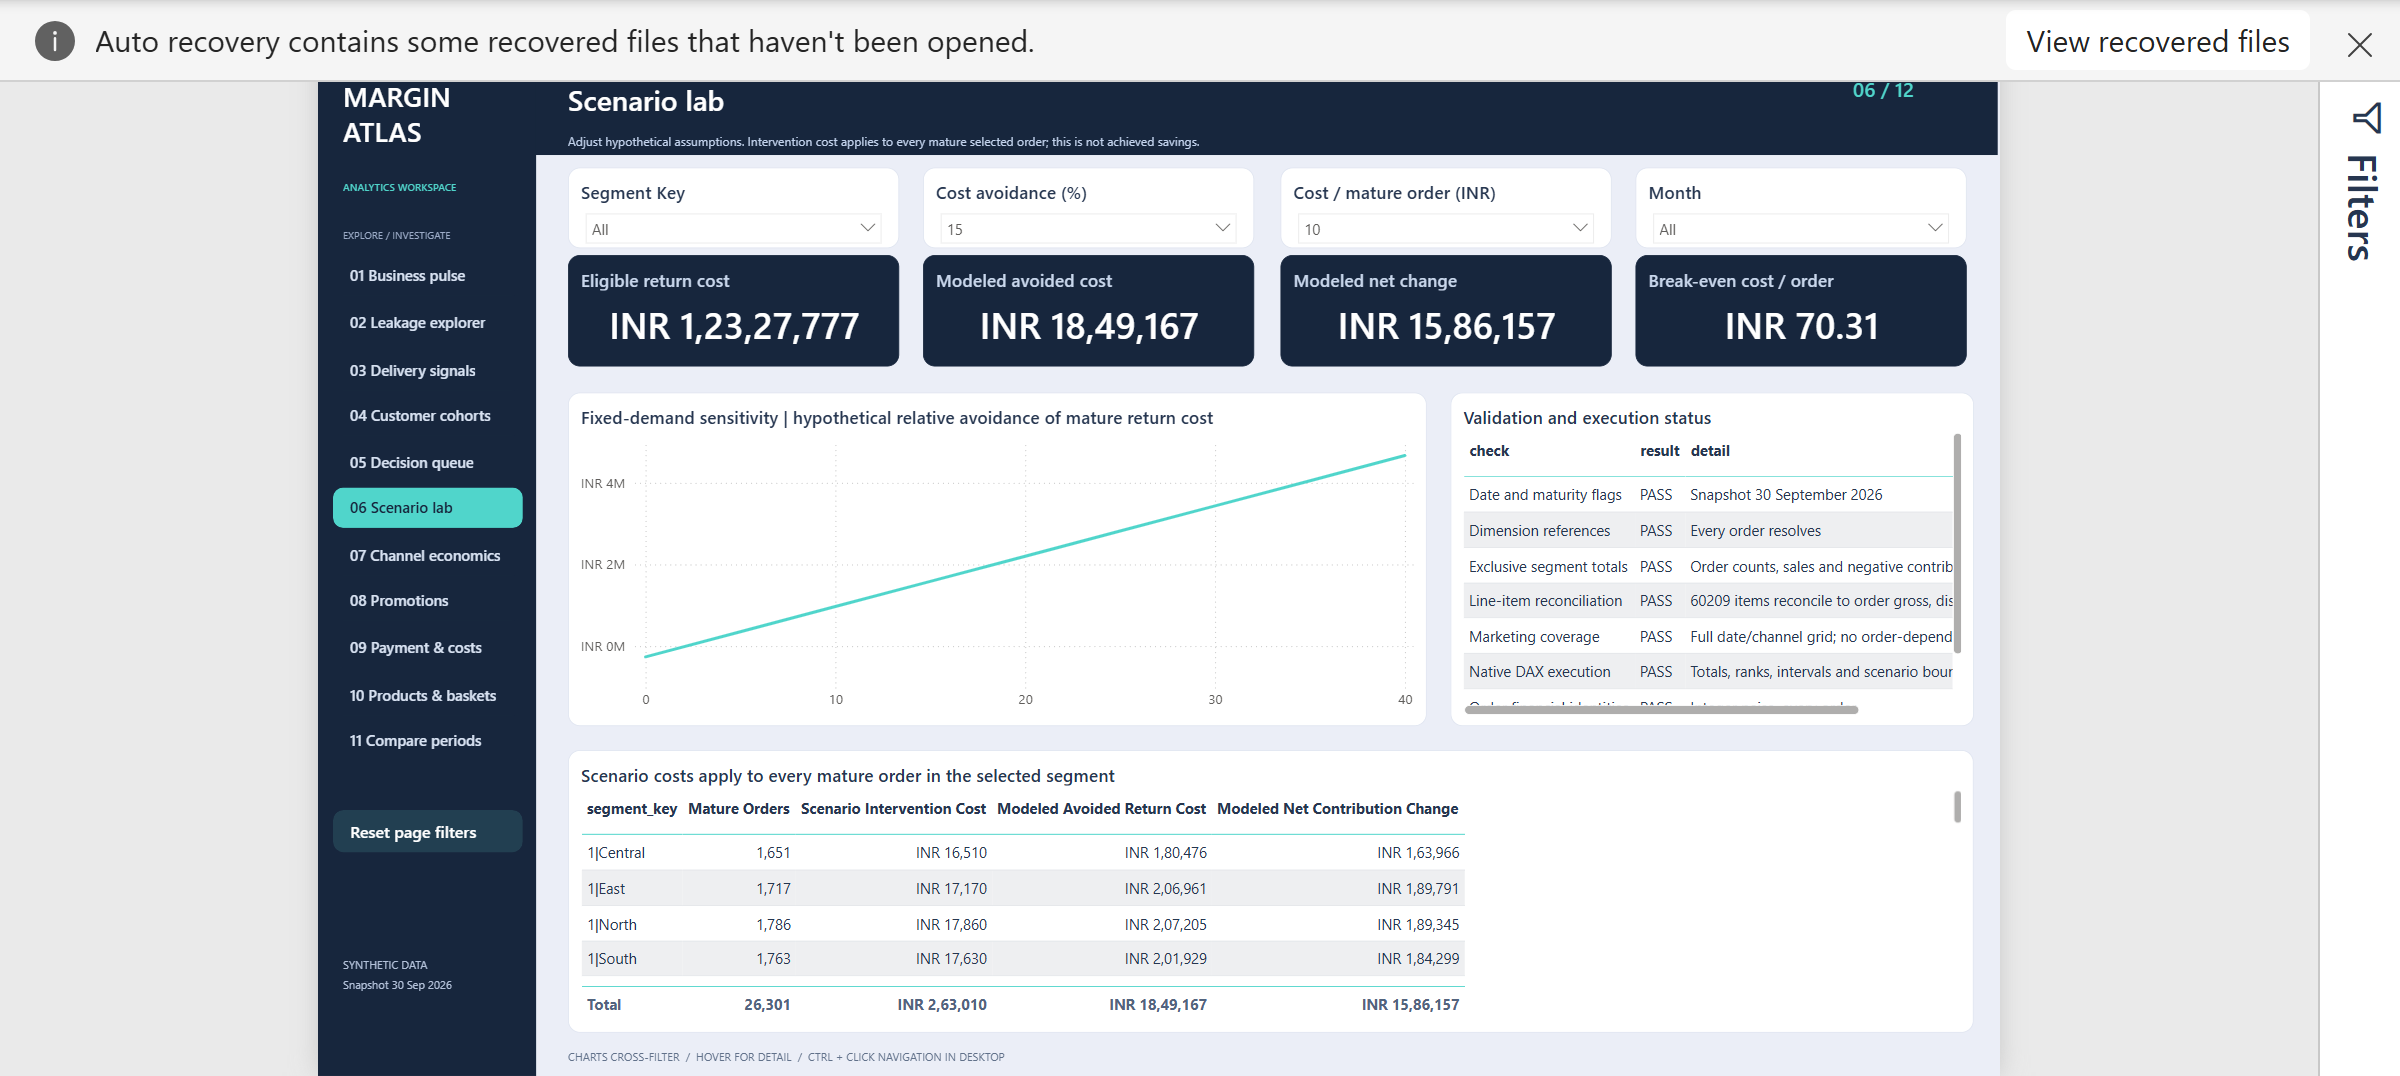 Auto recovery contains some recovered files that haven't been opened.
View recovered files
MARGIN
ATLAS
ANALYTICS WORKSPACE
EXPLORE / INVESTIGATE
01 Business pulse
02 Leakage explorer
03 Delivery signals
04 Customer cohorts
05 Decision queue
06 Scenario lab
07 Channel economics
08 Promotions
09 Payment & costs
10 Products & baskets
11 Compare periods
Reset page filters
SYNTHETIC DATA
Snapshot 30 Sep 2026
Scenario lab
06 / 12
Adjust hypothetical assumptions. Intervention cost applies to every mature selected order; this is not achieved savings.
Segment Key
All
Cost avoidance (%)
15
Cost / mature order (INR)
10
Month
All
Eligible return cost
INR 1,23,27,777
Modeled avoided cost
INR 18,49,167
Modeled net change
INR 15,86,157
Break-even cost / order
INR 70.31
Fixed-demand sensitivity | hypothetical relative avoidance of mature return cost
INR 4M
INR 2M
INR 0M
0 10 20 30 40
Validation and execution status
check result detail
Date and maturity flags PASS Snapshot 30 September 2026
Dimension references PASS Every order resolves
Exclusive segment totals PASS Order counts, sales and negative contrib
Line-item reconciliation PASS 60209 items reconcile to order gross, dis
Marketing coverage PASS Full date/channel grid; no order-depend
Native DAX execution PASS Totals, ranks, intervals and scenario bour
Scenario costs apply to every mature order in the selected segment
segment_key Mature Orders Scenario Intervention Cost Modeled Avoided Return Cost Modeled Net Contribution Change
1|Central 1,651 INR 16,510 INR 1,80,476 INR 1,63,966
1|East 1,717 INR 17,170 INR 2,06,961 INR 1,89,791
1|North 1,786 INR 17,860 INR 2,07,205 INR 1,89,345
1|South 1,763 INR 17,630 INR 2,01,929 INR 1,84,299
Total 26,301 INR 2,63,010 INR 18,49,167 INR 15,86,157
CHARTS CROSS-FILTER / HOVER FOR DETAIL / CTRL + CLICK NAVIGATION IN DESKTOP
Filters